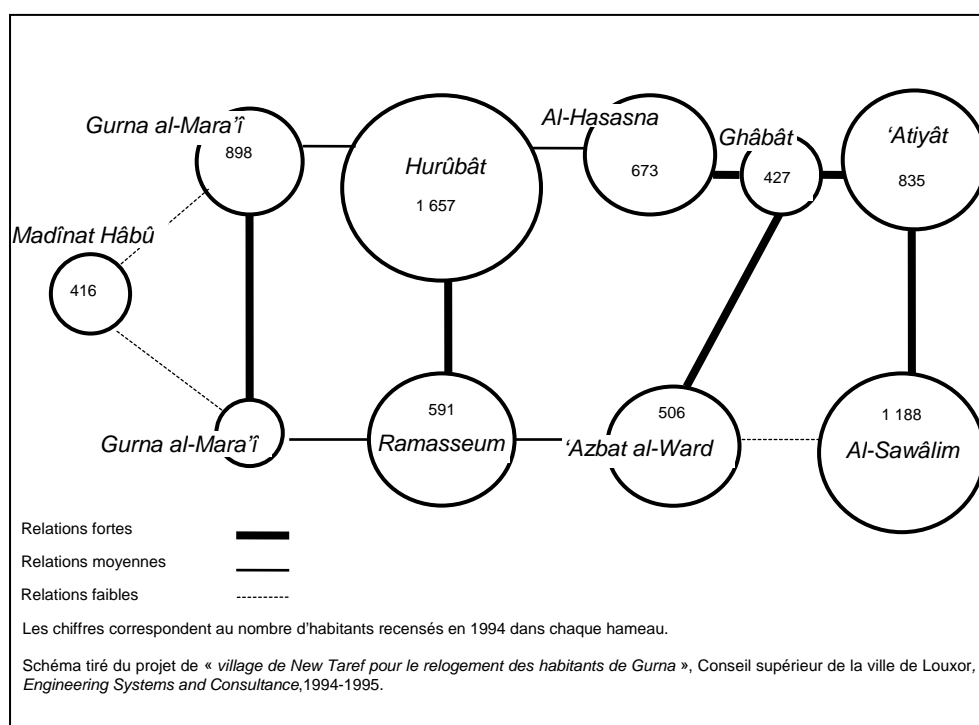 Gurna al-Mara'î
898
Hurûbât
1 657
Al-Hasasna
673
Ghâbât
427
'Atiyât
835
Madînat Hâbû
416
Gurna al-Mara'î
591
Ramasseum
506
'Azbat al-Ward
1 188
Al-Sawâlim
Relations fortes
Relations moyennes
Relations faibles
Les chiffres correspondent au nombre d'habitants recensés en 1994 dans chaque hameau.
Schéma tiré du projet de « village de New Taref pour le relogement des habitants de Gurna », Conseil supérieur de la ville de Louxor,
Engineering Systems and Consultance,1994-1995.